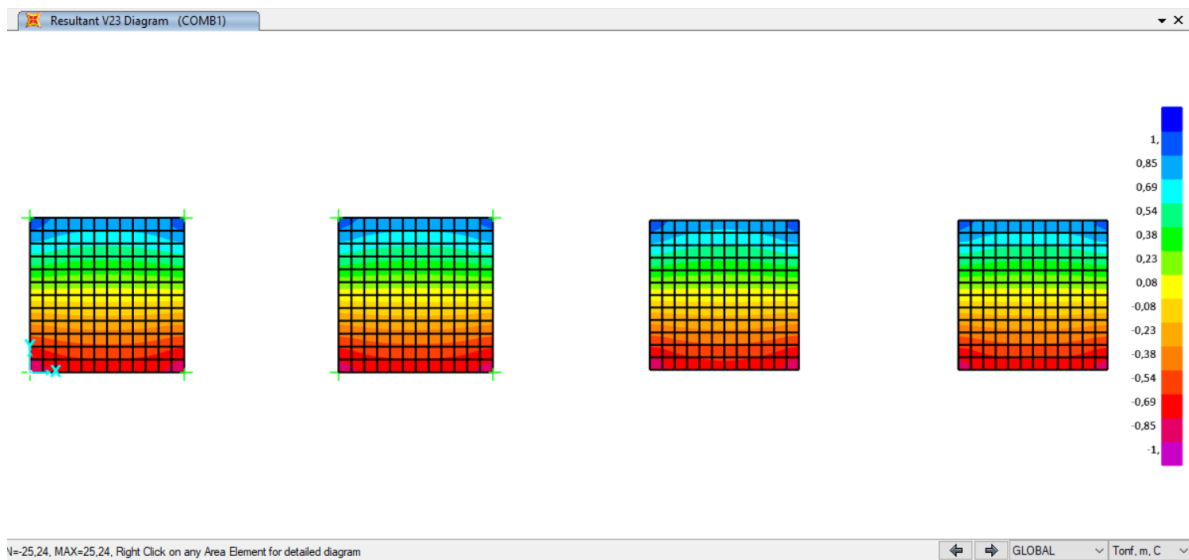 Resultant V23 Diagram (COMB1)
1,
0,85
0,69
0,54
0,38
0,23
0,08
-0,08
-0,23
-0,38
-0,54
-0,69
-0,85
-1,
Y
X
N=-25,24, MAX=25,24, Right Click on any Area Element for detailed diagram
GLOBAL
Tonf, m, C